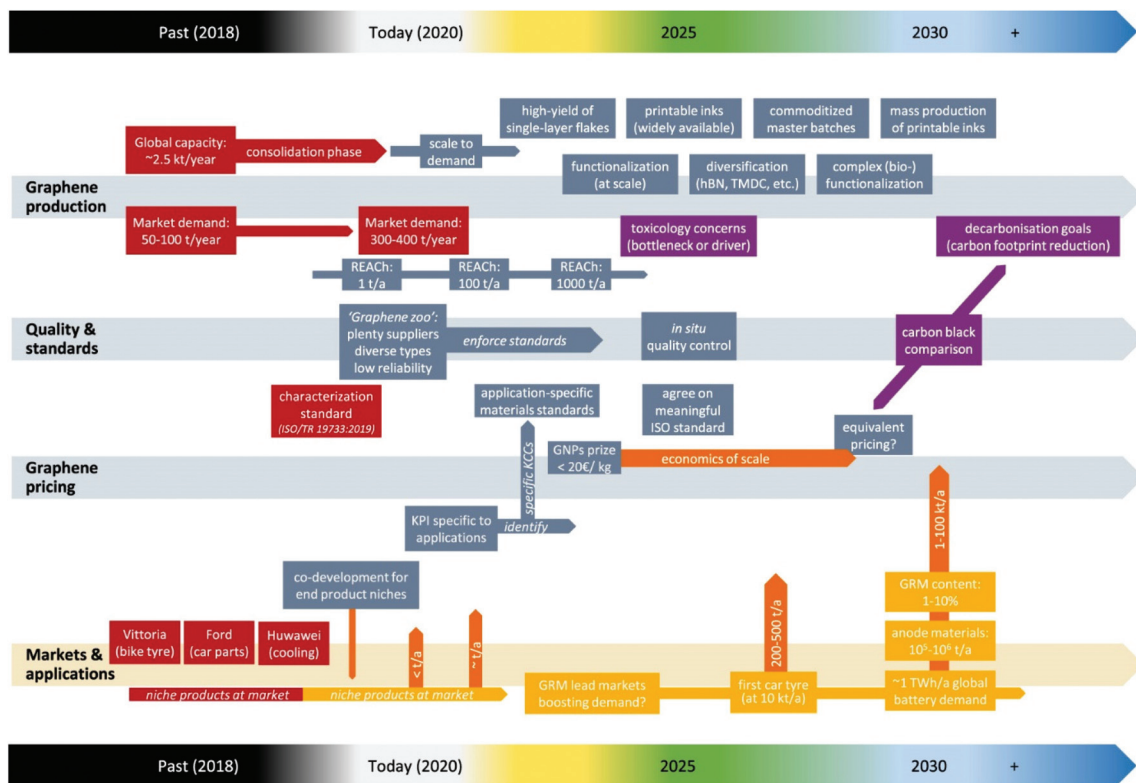 Past (2018)
Today (2020)
2025
2030
+
high-yield of
single-layer flakes
printable inks
(widely available)
commoditized
master batches
mass production
of printable inks
Global capacity:
~2.5 kt/year
consolidation phase
scale to
demand
functionalization
(at scale)
diversification
(hBN, TMDC, etc.)
complex (bio-)
functionalization
Graphene
production
Market demand:
50-100 t/year
Market demand:
300-400 t/year
toxicology concerns
(bottleneck or driver)
decarbonisation goals
(carbon footprint reduction)
REACh:
1 t/a
REACh:
100 t/a
REACh:
1000 t/a
Quality &
standards
'Graphene zoo':
plenty suppliers
diverse types
low reliability
enforce standards
in situ
quality control
carbon black
comparison
characterization
standard
(ISO/TR 19733:2019)
application-specific
materials standards
agree on
meaningful
ISO standard
equivalent
pricing?
Graphene
pricing
GNPs prize
< 20€/ kg
economics of scale
specific KCCs
KPI specific to
applications
identify
1-100 kt/a
co-development for
end product niches
GRM content:
1-10%
Markets &
applications
Vittoria
(bike tyre)
Ford
(car parts)
Huwawei
(cooling)
< t/a
~ t/a
200-500 t/a
anode materials:
10⁵-10⁶ t/a
niche products at market
niche products at market
GRM lead markets
boosting demand?
first car tyre
(at 10 kt/a)
~1 TWh/a global
battery demand
Past (2018)
Today (2020)
2025
2030
+